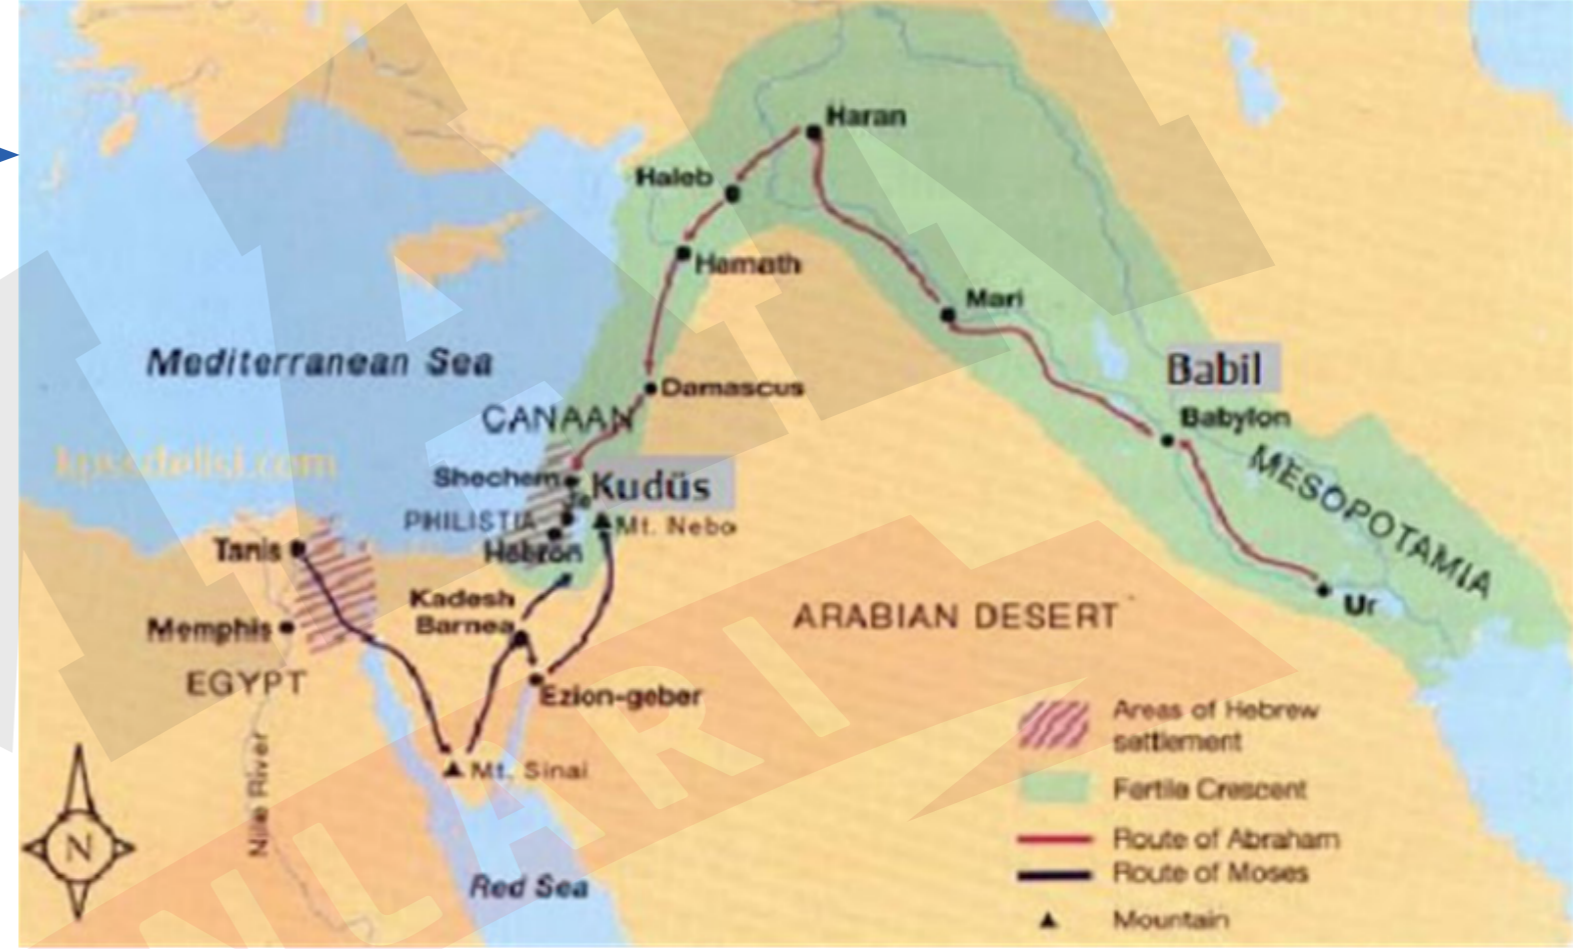 Haran
Haleb
Hamath
Mari
Mediterranean Sea
Babil
Damascus
Babylon
CANAAN
MESOPOTAMIA
kpssdelisi.com
Shechem
Kudüs
PHILISTIA
Mt. Nebo
Tanis
Hebron
Kadesh
Barnea
Ur
Memphis
ARABIAN DESERT
EGYPT
Ezion-geber
Mt. Sinai
Nile River
Red Sea
N
Areas of Hebrew
settlement
Fertile Crescent
Route of Abraham
Route of Moses
Mountain